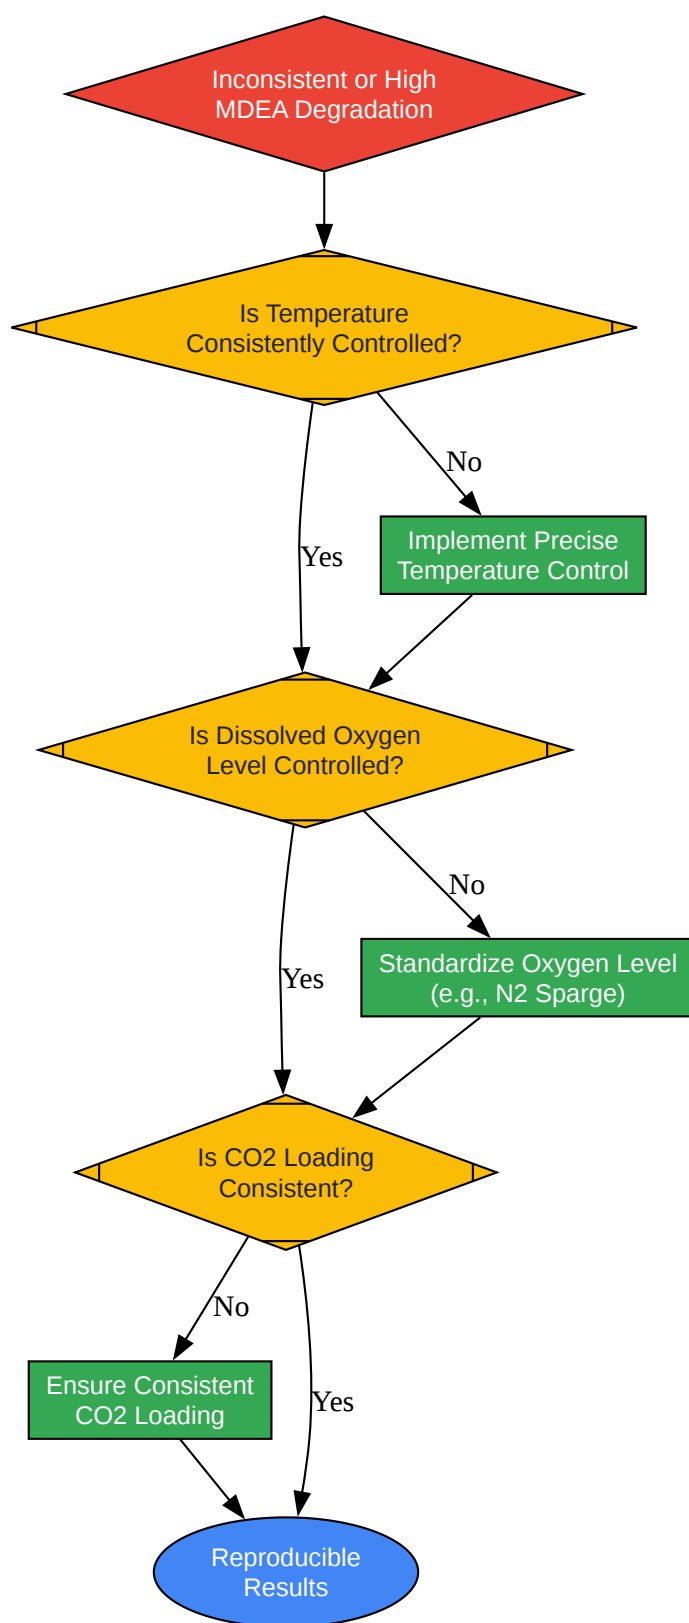 Inconsistent or High
MDEA Degradation
Is Temperature
Consistently Controlled?
No
Implement Precise
Temperature Control
Yes
Is Dissolved Oxygen
Level Controlled?
No
Standardize Oxygen Level
(e.g., N2 Sparge)
Yes
Is CO2 Loading
Consistent?
No
Ensure Consistent
CO2 Loading
Yes
Reproducible
Results